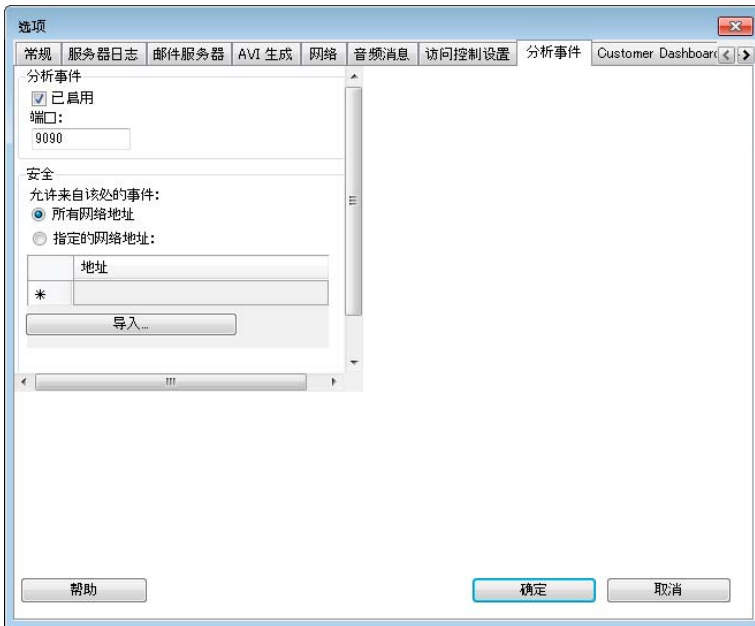 选项
常规 服务器日志 邮件服务器 AVI 生成 网络 音频消息 访问控制设置 分析事件 Customer Dashboard
分析事件
已启用
端口:
9090
安全
允许来自该处的事件:
所有网络地址
指定的网络地址:
地址
*
导入...
帮助 确定 取消